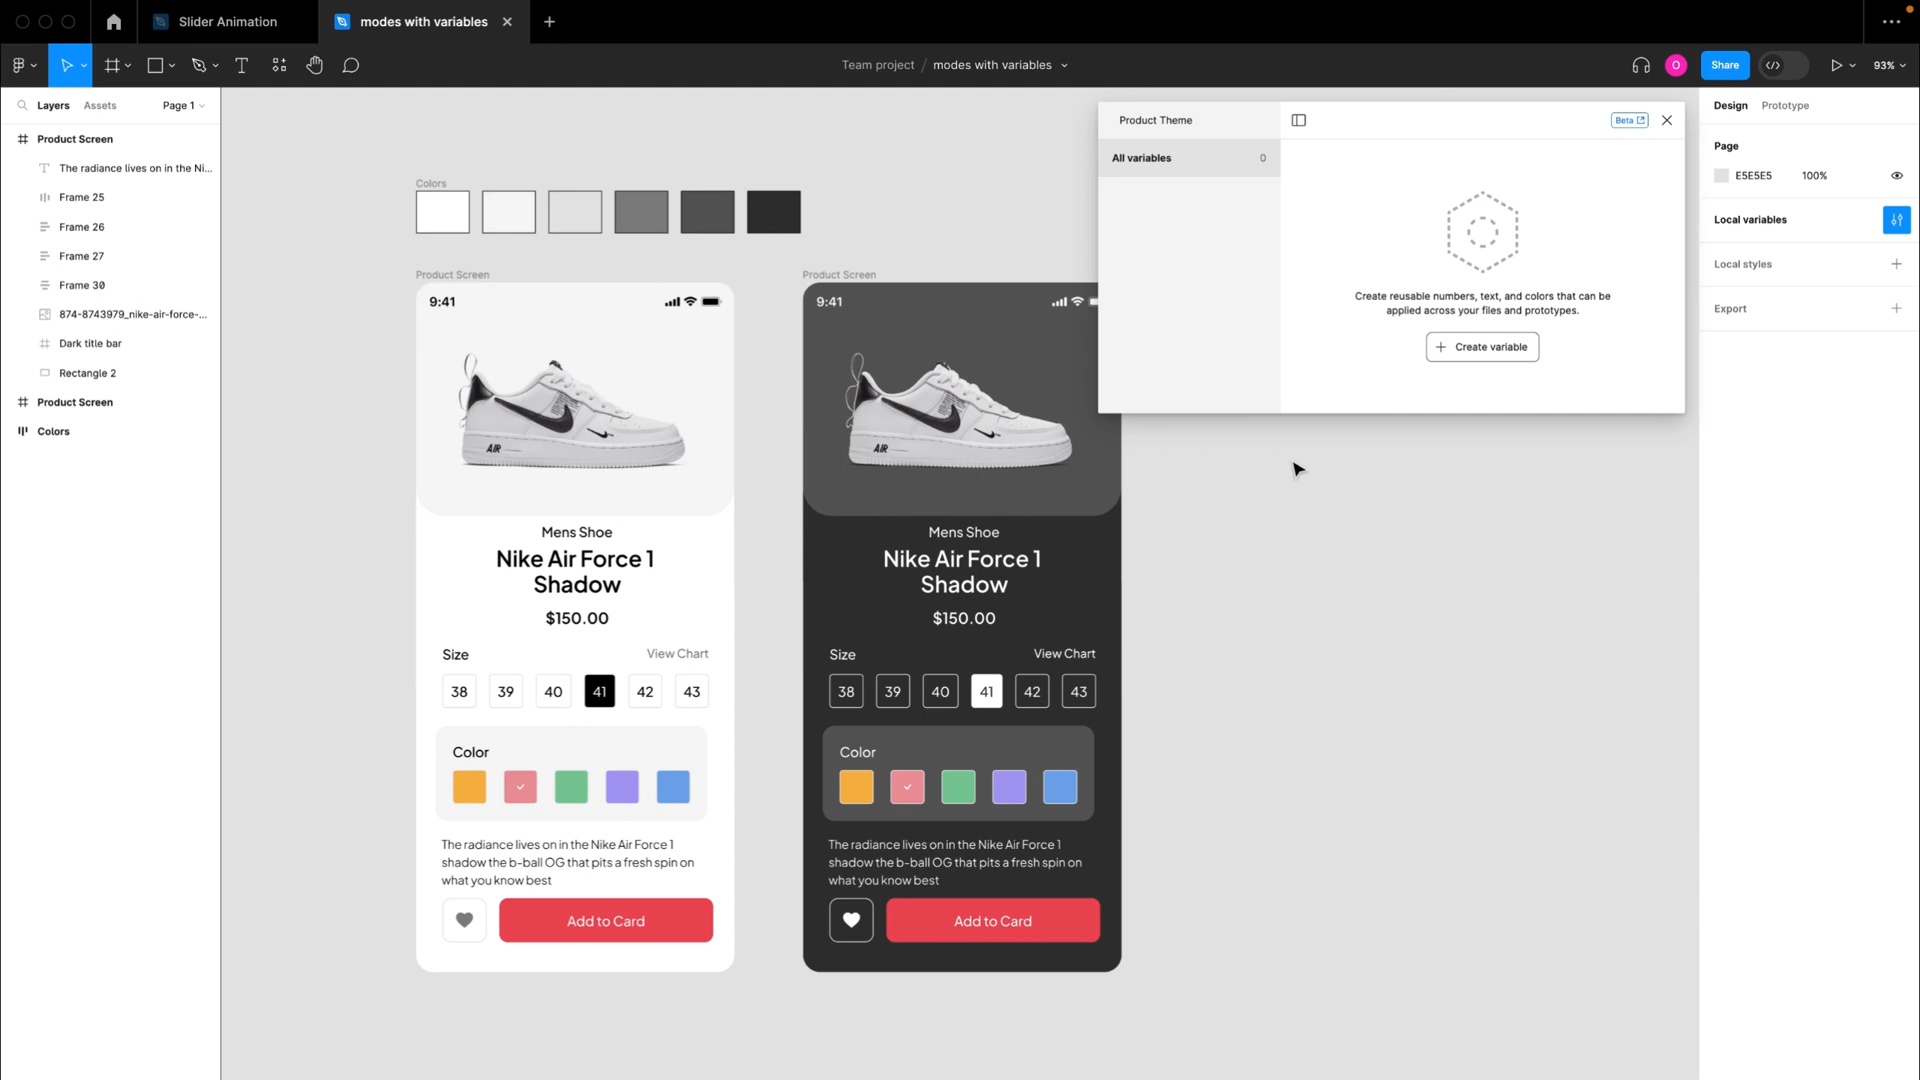 Slider Animation
modes with variables
Team project / modes with variables
O
Share
93%
Layers
Assets
Page 1
Product Screen
The radiance lives on in the Ni...
Frame 25
Frame 26
Frame 27
Frame 30
874-8743979_nike-air-force-...
Dark title bar
Rectangle 2
Product Screen
Colors
Colors
Product Screen
9:41
AIR
Mens Shoe
Nike Air Force 1
Shadow
$150.00
Size
View Chart
38
39
40
41
42
43
Color
The radiance lives on in the Nike Air Force 1
shadow the b-ball OG that pits a fresh spin on
what you know best
Add to Card
Product Screen
9:41
AIR
Mens Shoe
Nike Air Force 1
Shadow
$150.00
Size
View Chart
38
39
40
41
42
43
Color
The radiance lives on in the Nike Air Force 1
shadow the b-ball OG that pits a fresh spin on
what you know best
Add to Card
Product Theme
Beta
All variables
0
Create reusable numbers, text, and colors that can be
applied across your files and prototypes.
Create variable
Design
Prototype
Page
E5E5E5
100%
Local variables
Local styles
Export